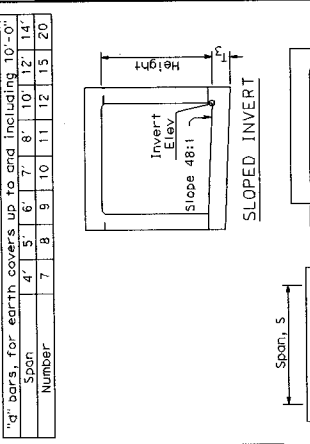 "d" bars, for earth covers up to and including 10'-0"
Span 4' 5' 6' 7' 8' 10' 12' 14'
Number 7 8 9 10 11 12 15 20
Height
T3
Invert
Elev
Slope 48:1
SLOPED INVERT
Span, S